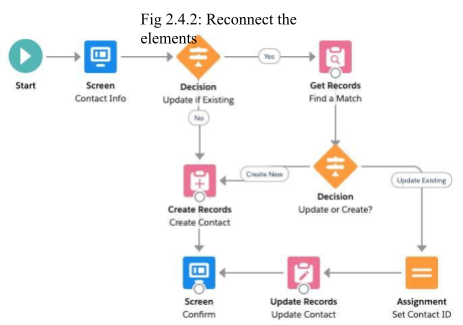 Fig 2.4.2: Reconnect the
elements
Yes
Start
Screen
Contact Info
Decision
Update if Existing
Get Records
Find a Match
No
Create New
Update Existing
Create Records
Create Contact
Decision
Update or Create?
Screen
Confirm
Update Records
Update Contact
Assignment
Set Contact ID